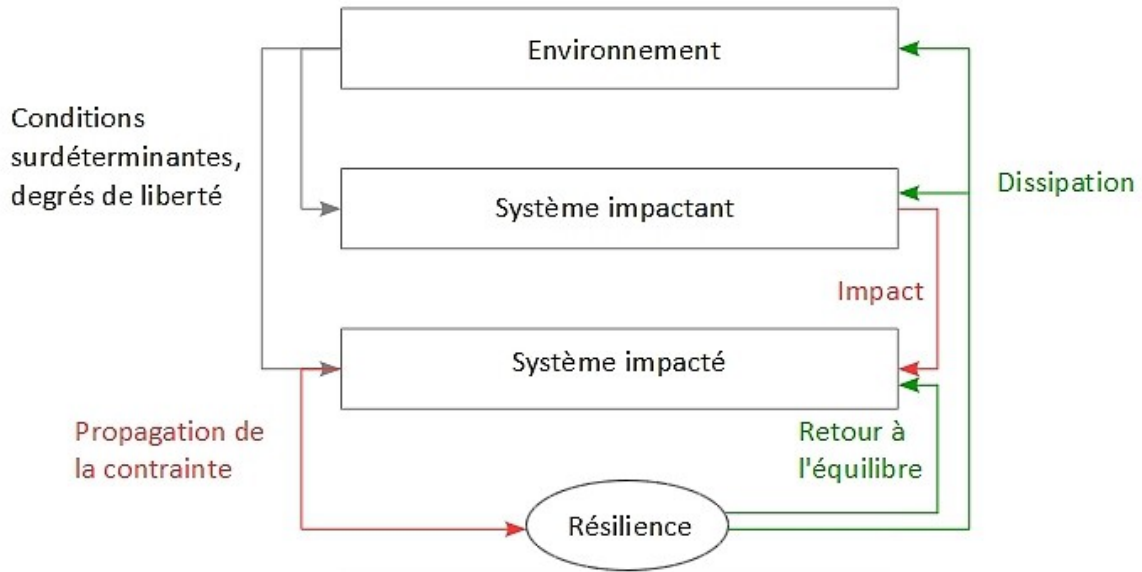 Environnement
Conditions
surdéterminantes,
degrés de liberté
Dissipation
Système impactant
Impact
Système impacté
Propagation de
la contrainte
Retour à
l'équilibre
Résilience